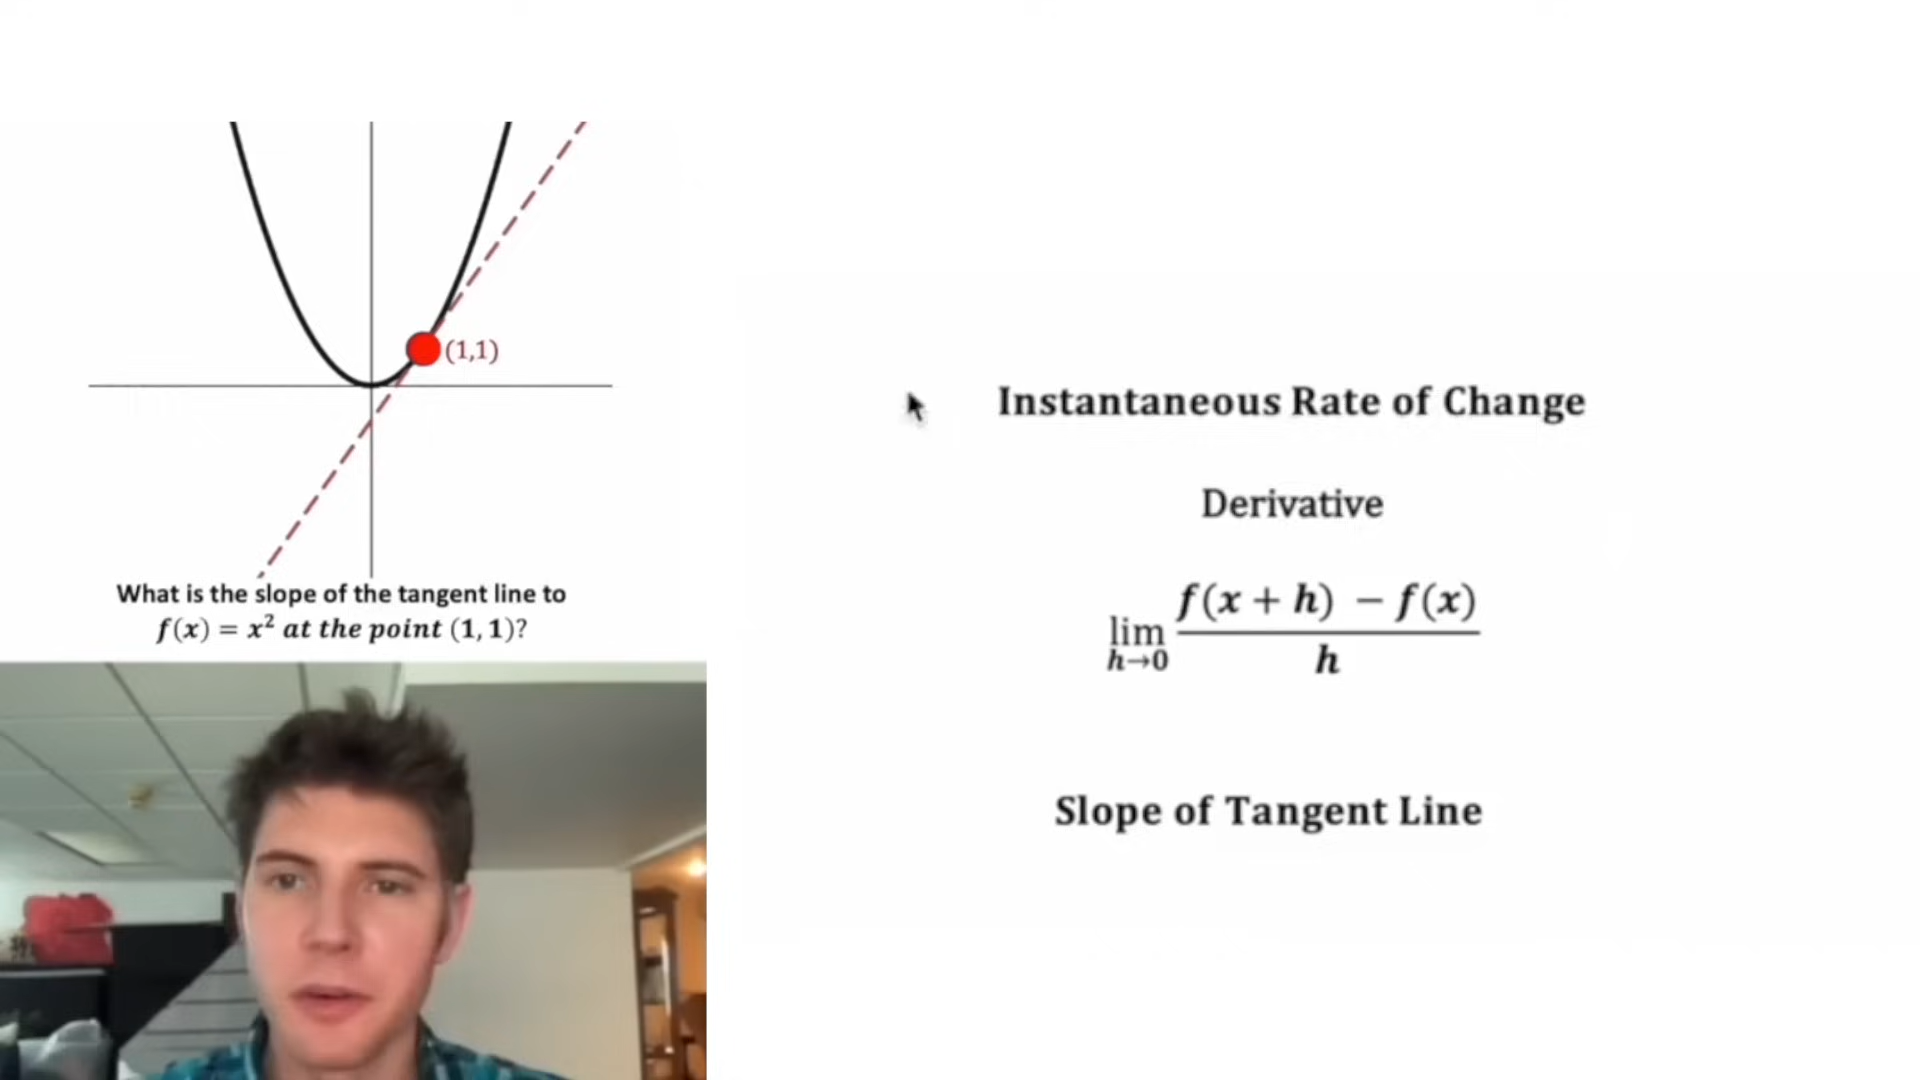 (1,1)
What is the slope of the tangent line to
f(x) = x² at the point (1, 1)?
Instantaneous Rate of Change
Derivative
lim h→0 f(x + h) − f(x) / h
Slope of Tangent Line